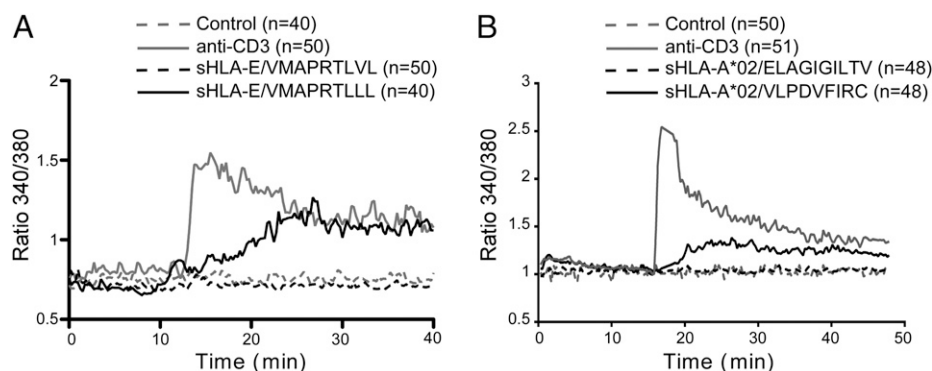 A
Control (n=40)
anti-CD3 (n=50)
sHLA-E/VMAPRTLVL (n=50)
sHLA-E/VMAPRTLLL (n=40)
Ratio 340/380
2
1.5
1
0.5
0
10
20
30
40
Time (min)
B
Control (n=50)
anti-CD3 (n=51)
sHLA-A*02/ELAGIGILTV (n=48)
sHLA-A*02/VLPDVFIRC (n=48)
Ratio 340/380
3
2.5
2
1.5
1
0.5
0
10
20
30
40
50
Time (min)